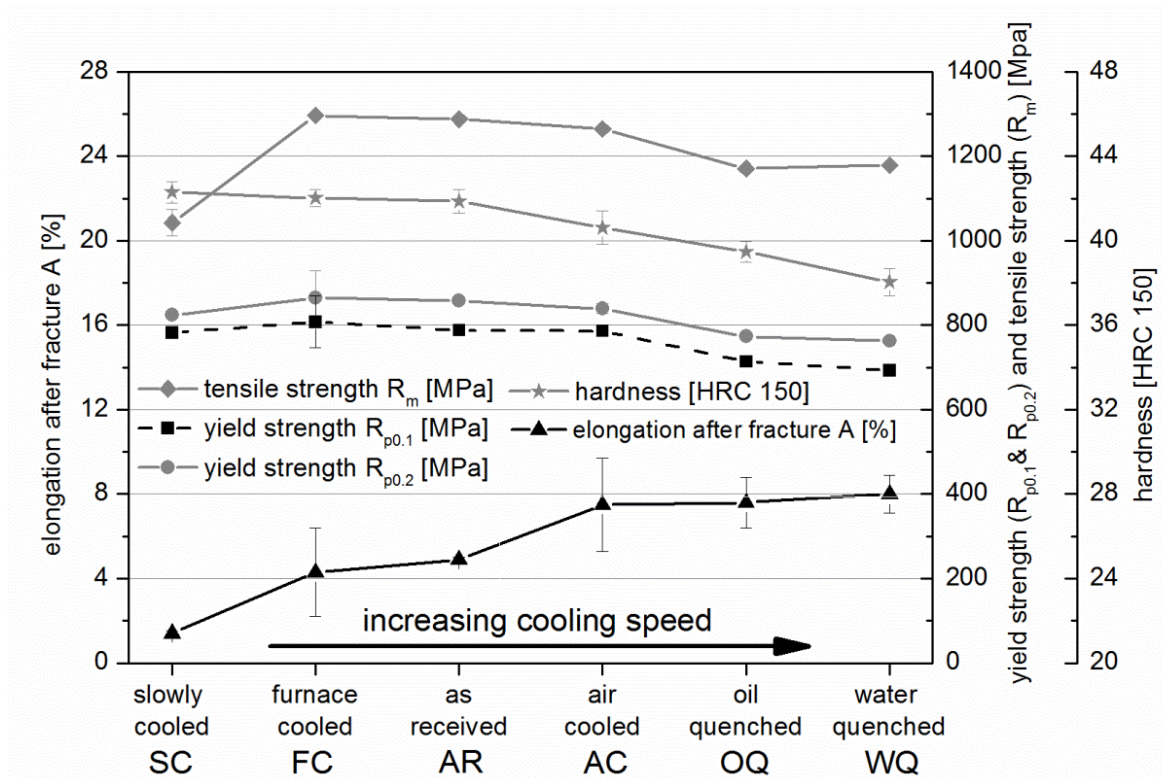 28
24
20
16
12
8
4
0
elongation after fracture A [%]
1400
1200
1000
800
600
400
200
0
yield strength (Rp0.1 & Rp0.2) and tensile strength (Rm) [Mpa]
48
44
40
36
32
28
24
20
hardness [HRC 150]
tensile strength Rm [MPa]
hardness [HRC 150]
yield strength Rp0.1 [MPa]
elongation after fracture A [%]
yield strength Rp0.2 [MPa]
increasing cooling speed
slowly
cooled
SC
furnace
cooled
FC
as
received
AR
air
cooled
AC
oil
quenched
OQ
water
quenched
WQ